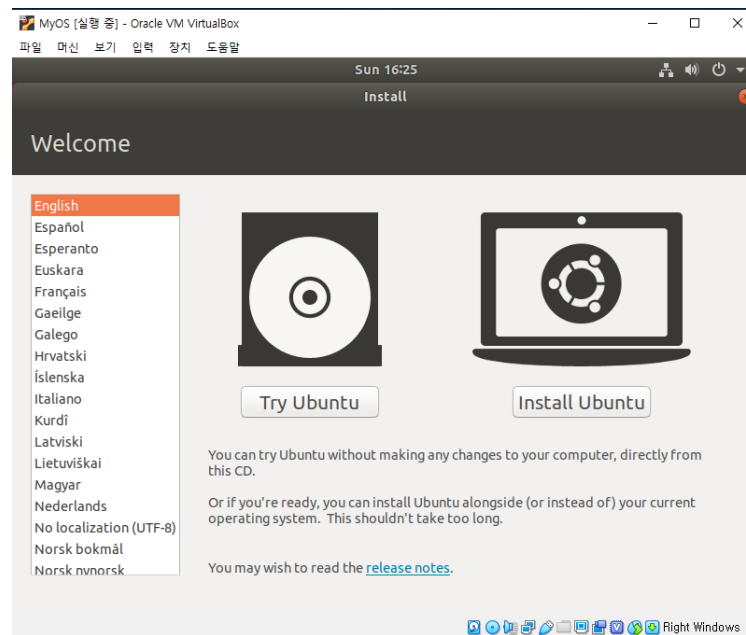 MyOS [실행 중] - Oracle VM VirtualBox
파일 머신 보기 입력 장치 도움말
Sun 16:25
Install
Welcome
English
Español
Esperanto
Euskara
Français
Gaeilge
Galego
Hrvatski
Íslenska
Italiano
Kurdî
Latviski
Lietuviškai
Magyar
Nederlands
No localization (UTF-8)
Norsk bokmål
Norsk nynorsk
Try Ubuntu
Install Ubuntu
You can try Ubuntu without making any changes to your computer, directly from
this CD.
Or if you're ready, you can install Ubuntu alongside (or instead of) your current
operating system. This shouldn't take too long.
You may wish to read the release notes.
Right Windows